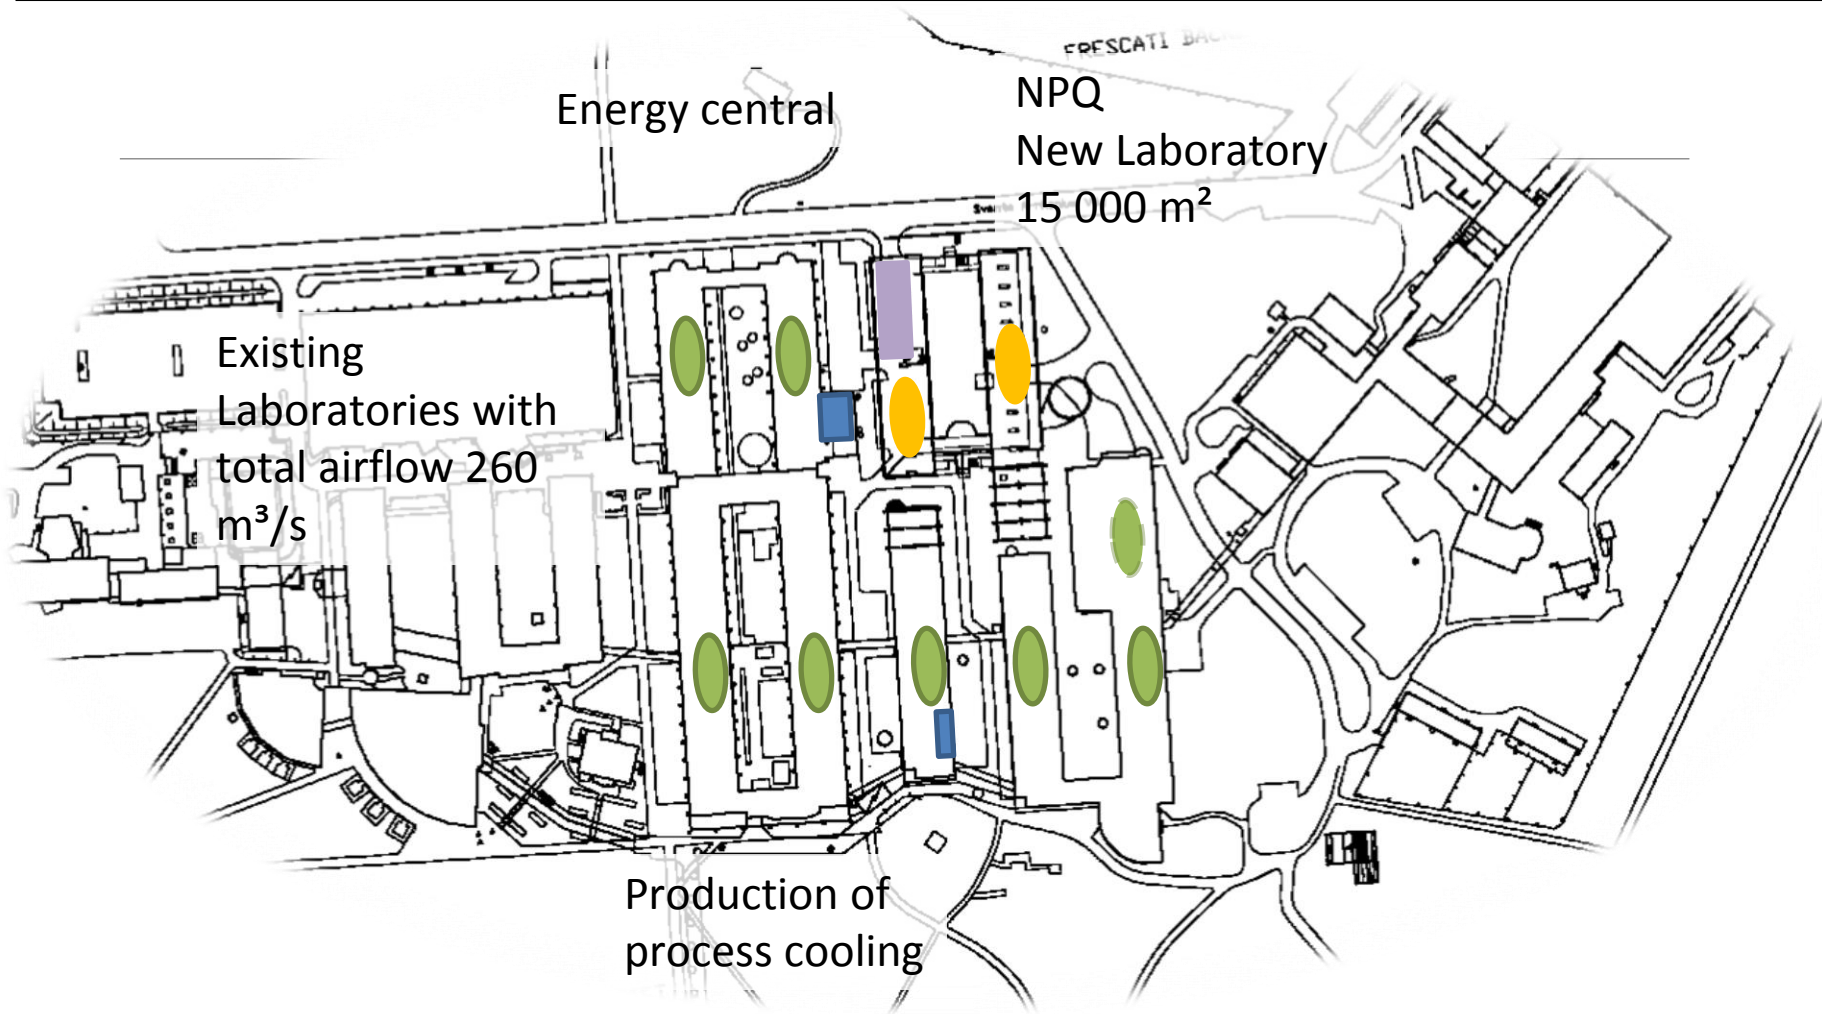 FRESCATI
Energy central
NPQ
New Laboratory
15 000 m²
Existing
Laboratories with
total airflow 260
m³/s
Production of
process cooling